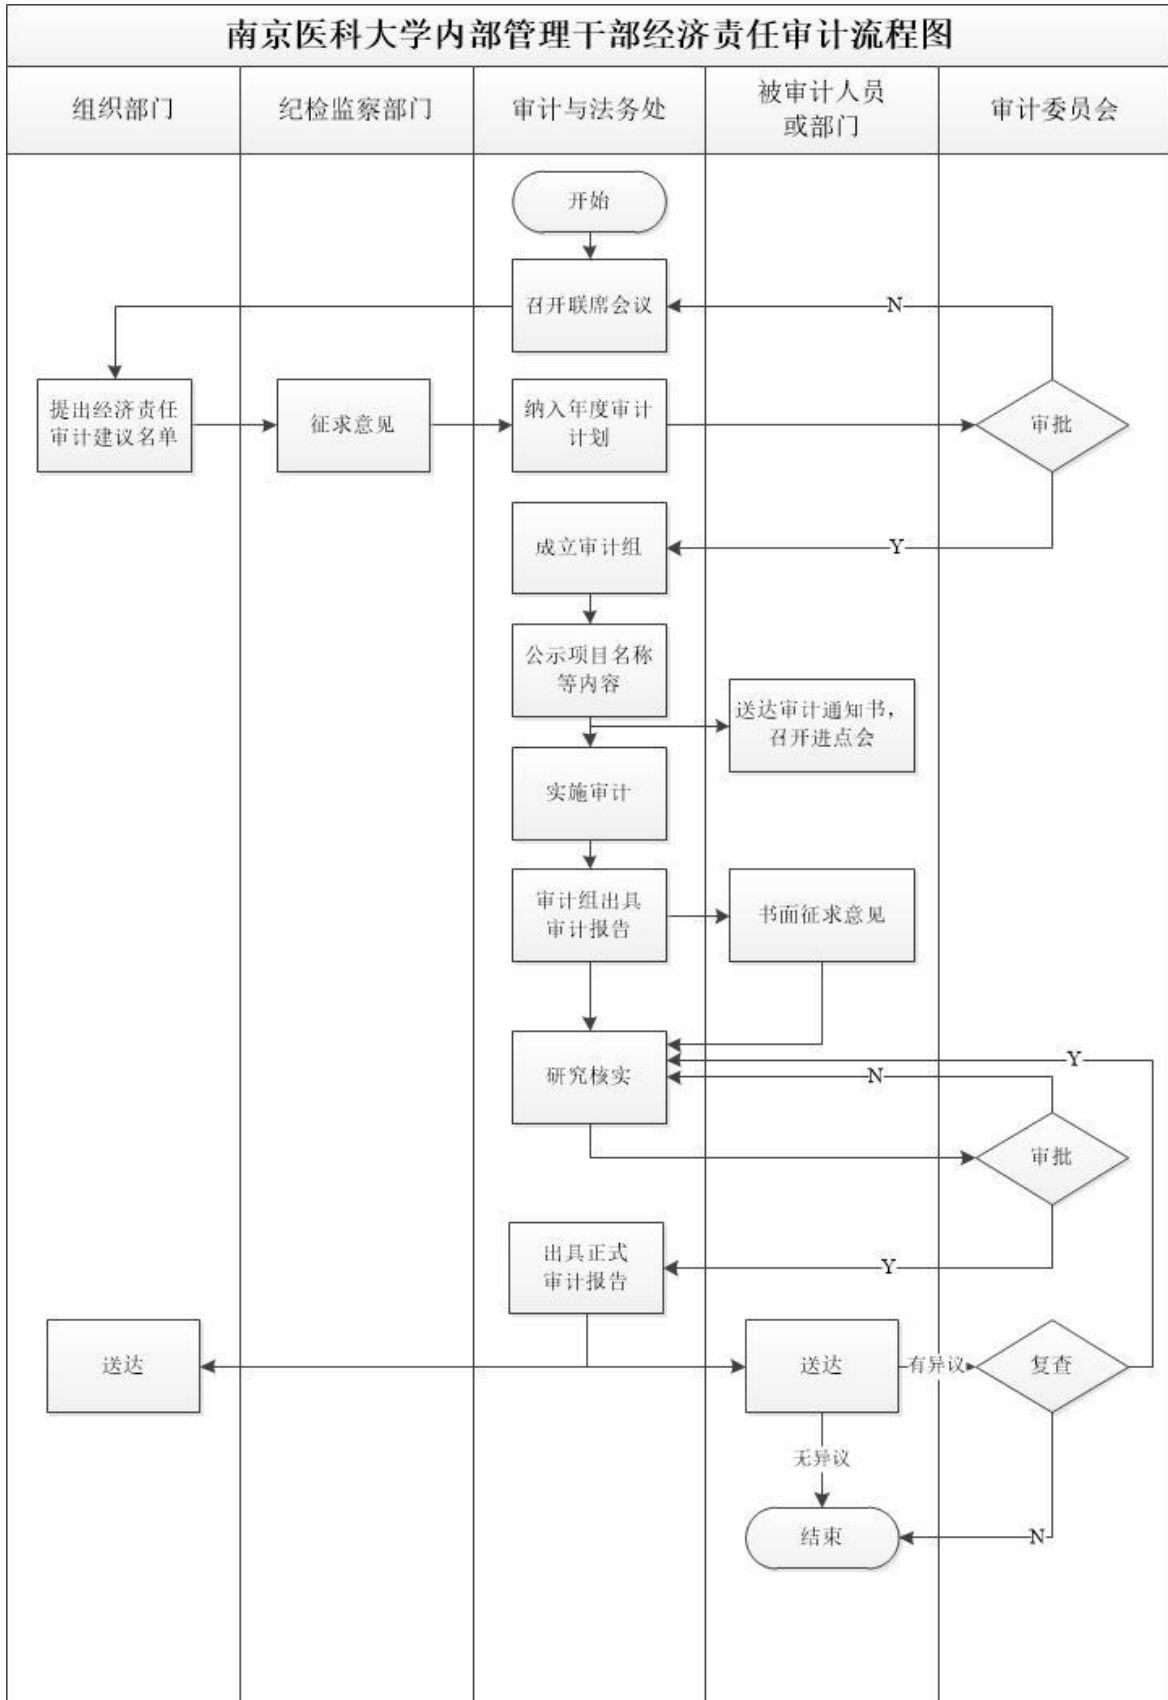 南京医科大学内部管理干部经济责任审计流程图
组织部门
纪检监察部门
审计与法务处
被审计人员
或部门
审计委员会
开始
召开联席会议
N
提出经济责任
审计建议名单
征求意见
纳入年度审计
计划
审批
成立审计组
Y
公示项目名称
等内容
送达审计通知书，
召开进点会
实施审计
审计组出具
审计报告
书面征求意见
研究核实
Y
N
审批
出具正式
审计报告
Y
送达
送达
有异议
复查
无异议
结束
N